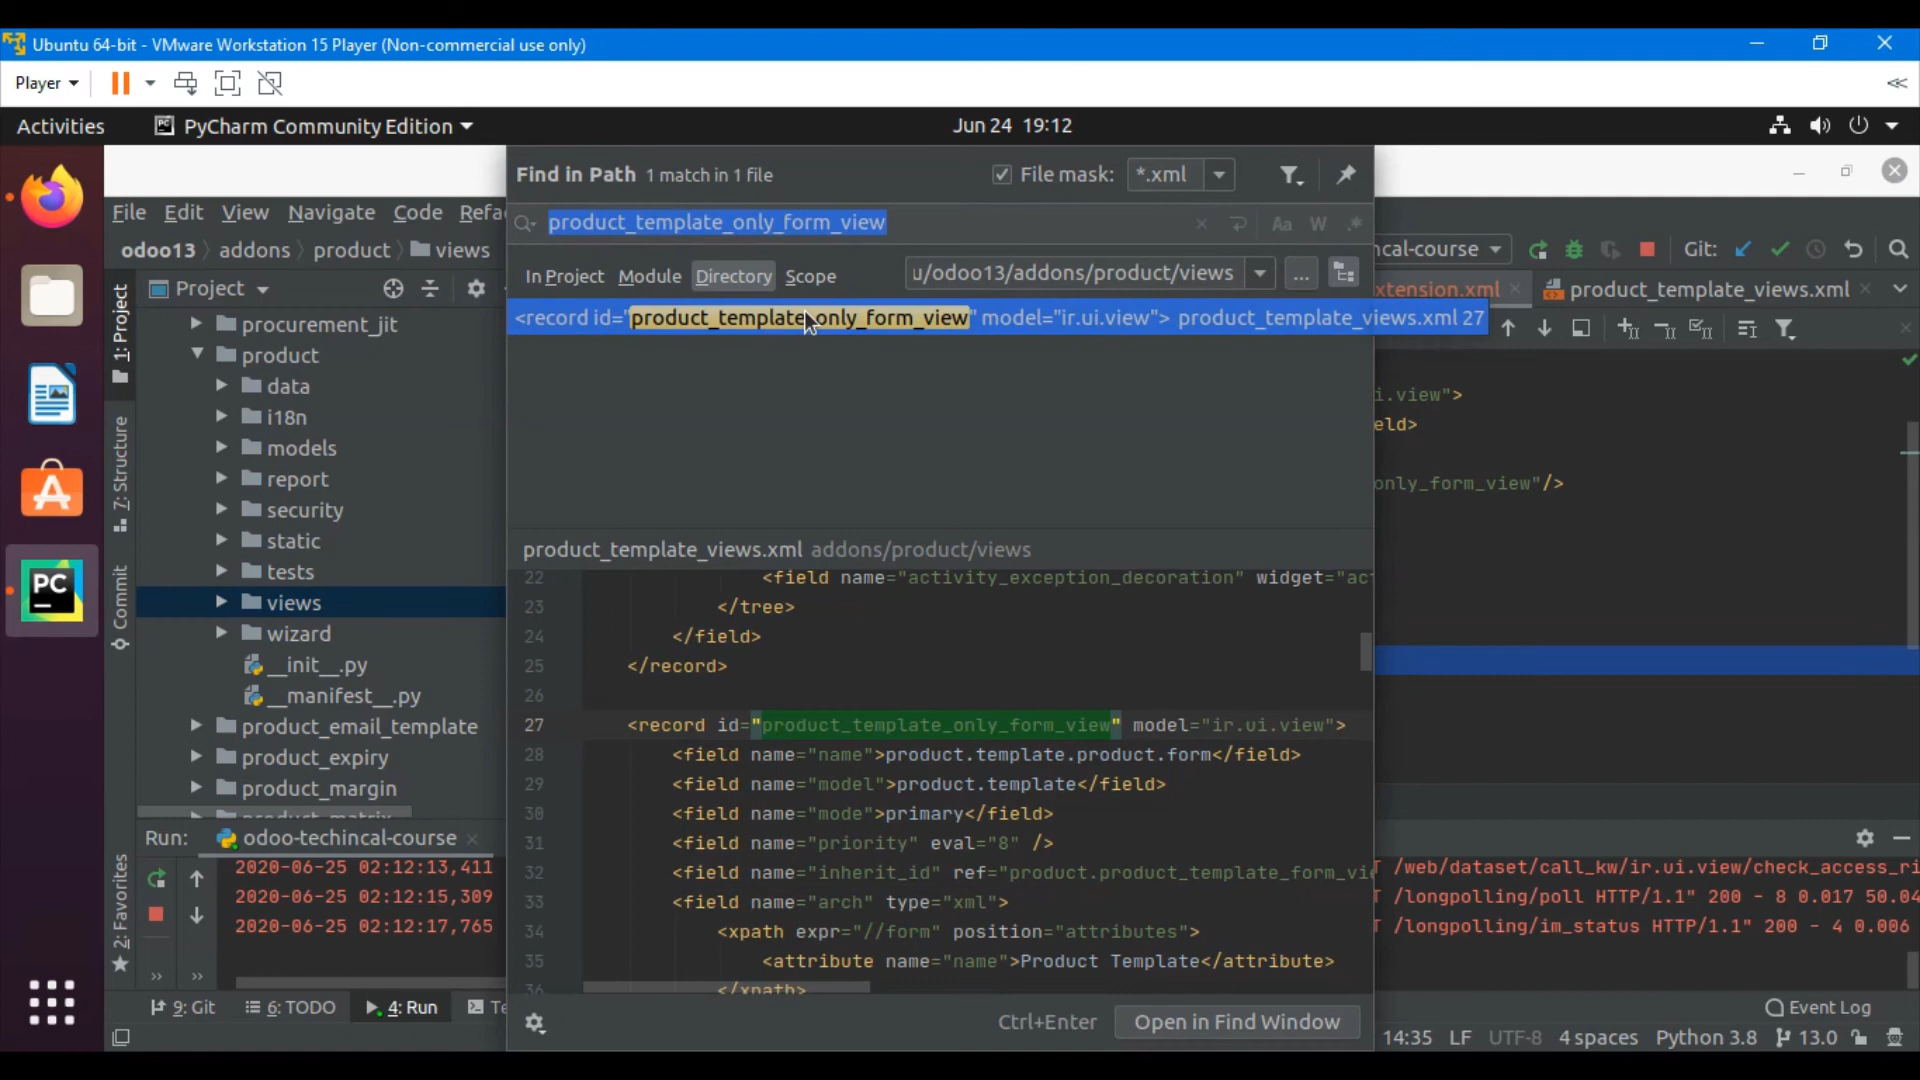 Ubuntu 64-bit - VMware Workstation 15 Player (Non-commercial use only)
Player
Activities PyCharm Community Edition Jun 24 19:12
Find in Path 1 match in 1 file File mask: *.xml
File Edit View Navigate Code Refa
product_template_only_form_view Aa W .*
odoo13 addons product views
ncal-course Git:
In Project Module Directory Scope u/odoo13/addons/product/views ...
Project
xtension.xml product_template_views.xml
<record id="product_template_only_form_view" model="ir.ui.view"> product_template_views.xml 27
1: Project
7: Structure
Commit
2: Favorites
procurement_jit
product
data
i18n
models
report
security
static
tests
views
wizard
__init__.py
__manifest__.py
product_email_template
product_expiry
product_margin
product_matrix
i.view">
eld>
only_form_view"/>
product_template_views.xml addons/product/views
22 <field name="activity_exception_decoration" widget="ac
23 </tree>
24 </field>
25 </record>
26
27 <record id="product_template_only_form_view" model="ir.ui.view">
28 <field name="name">product.template.product.form</field>
29 <field name="model">product.template</field>
30 <field name="mode">primary</field>
31 <field name="priority" eval="8" />
32 <field name="inherit_id" ref="product.product_template_form_vi
33 <field name="arch" type="xml">
34 <xpath expr="//form" position="attributes">
35 <attribute name="name">Product Template</attribute>
36 </xpath>
Run: odoo-techincal-course
2020-06-25 02:12:13,411
2020-06-25 02:12:15,309
2020-06-25 02:12:17,765
T /web/dataset/call_kw/ir.ui.view/check_access_ri
T /longpolling/poll HTTP/1.1" 200 - 8 0.017 50.04
T /longpolling/im_status HTTP/1.1" 200 - 4 0.006
9: Git 6: TODO 4: Run Te
Ctrl+Enter Open in Find Window
Event Log
14:35 LF UTF-8 4 spaces Python 3.8 13.0
PC